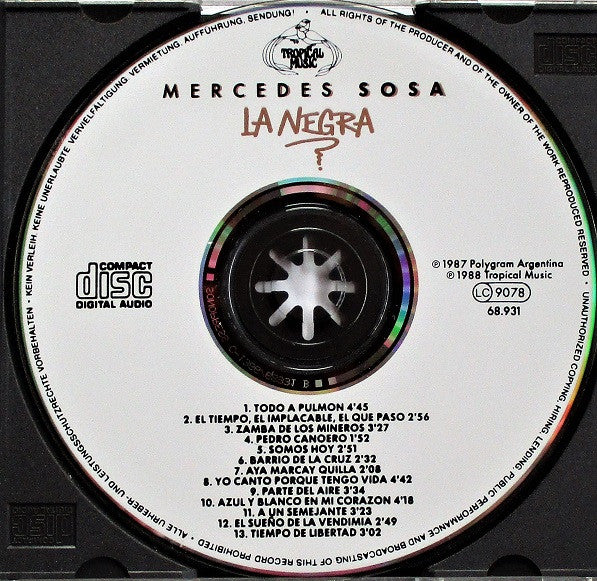 TROPICAL
MUSIC
MERCEDES SOSA
LA NEGRA
COMPACT
disc
DIGITAL AUDIO
℗ 1987 Polygram Argentina
℗ 1988 Tropical Music
LC 9078
68.931
1. TODO A PULMON 4'45
2. EL TIEMPO, EL IMPLACABLE, EL QUE PASO 2'56
3. ZAMBA DE LOS MINEROS 3'27
4. PEDRO CANOERO 1'52
5. SOMOS HOY 2'51
6. BARRIO DE LA CRUZ 2'32
7. AYA MARCAY QUILLA 2'08
8. YO CANTO PORQUE TENGO VIDA 4'42
9. PARTE DEL AIRE 3'34
10. AZUL Y BLANCO EN MI CORAZON 4'18
11. A UN SEMEJANTE 3'23
12. EL SUEÑO DE LA VENDIMIA 2'49
13. TIEMPO DE LIBERTAD 3'02
· ALL RIGHTS OF THE PRODUCER AND OF THE OWNER OF THE WORK REPRODUCED RESERVED · UNAUTHORIZED COPYING, HIRING, LENDING, PUBLIC PERFORMANCE AND BROADCASTING OF THIS RECORD PROHIBITED · ALLE URHEBER- UND LEISTUNGSSCHUTZRECHTE VORBEHALTEN · KEIN VERLEIH, KEINE UNERLAUBTE VERVIELFÄLTIGUNG, VERMIETUNG, AUFFÜHRUNG, SENDUNG!